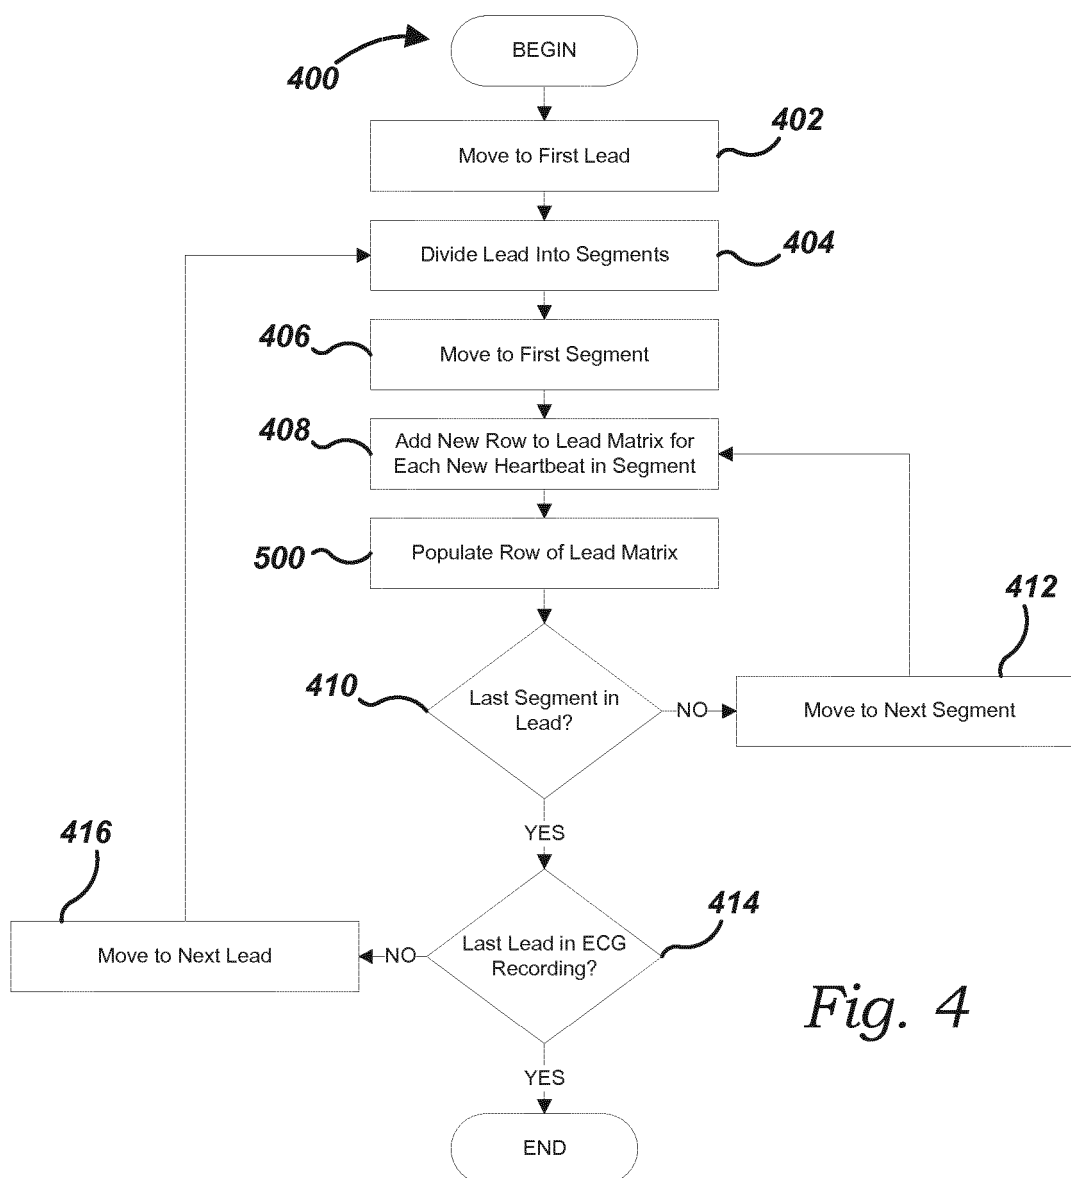 BEGIN
400
402
Move to First Lead
404
Divide Lead Into Segments
406
Move to First Segment
408
Add New Row to Lead Matrix for
Each New Heartbeat in Segment
500
Populate Row of Lead Matrix
412
410
Last Segment in
Lead?
NO
Move to Next Segment
YES
416
414
Move to Next Lead
NO
Last Lead in ECG
Recording?
Fig. 4
YES
END